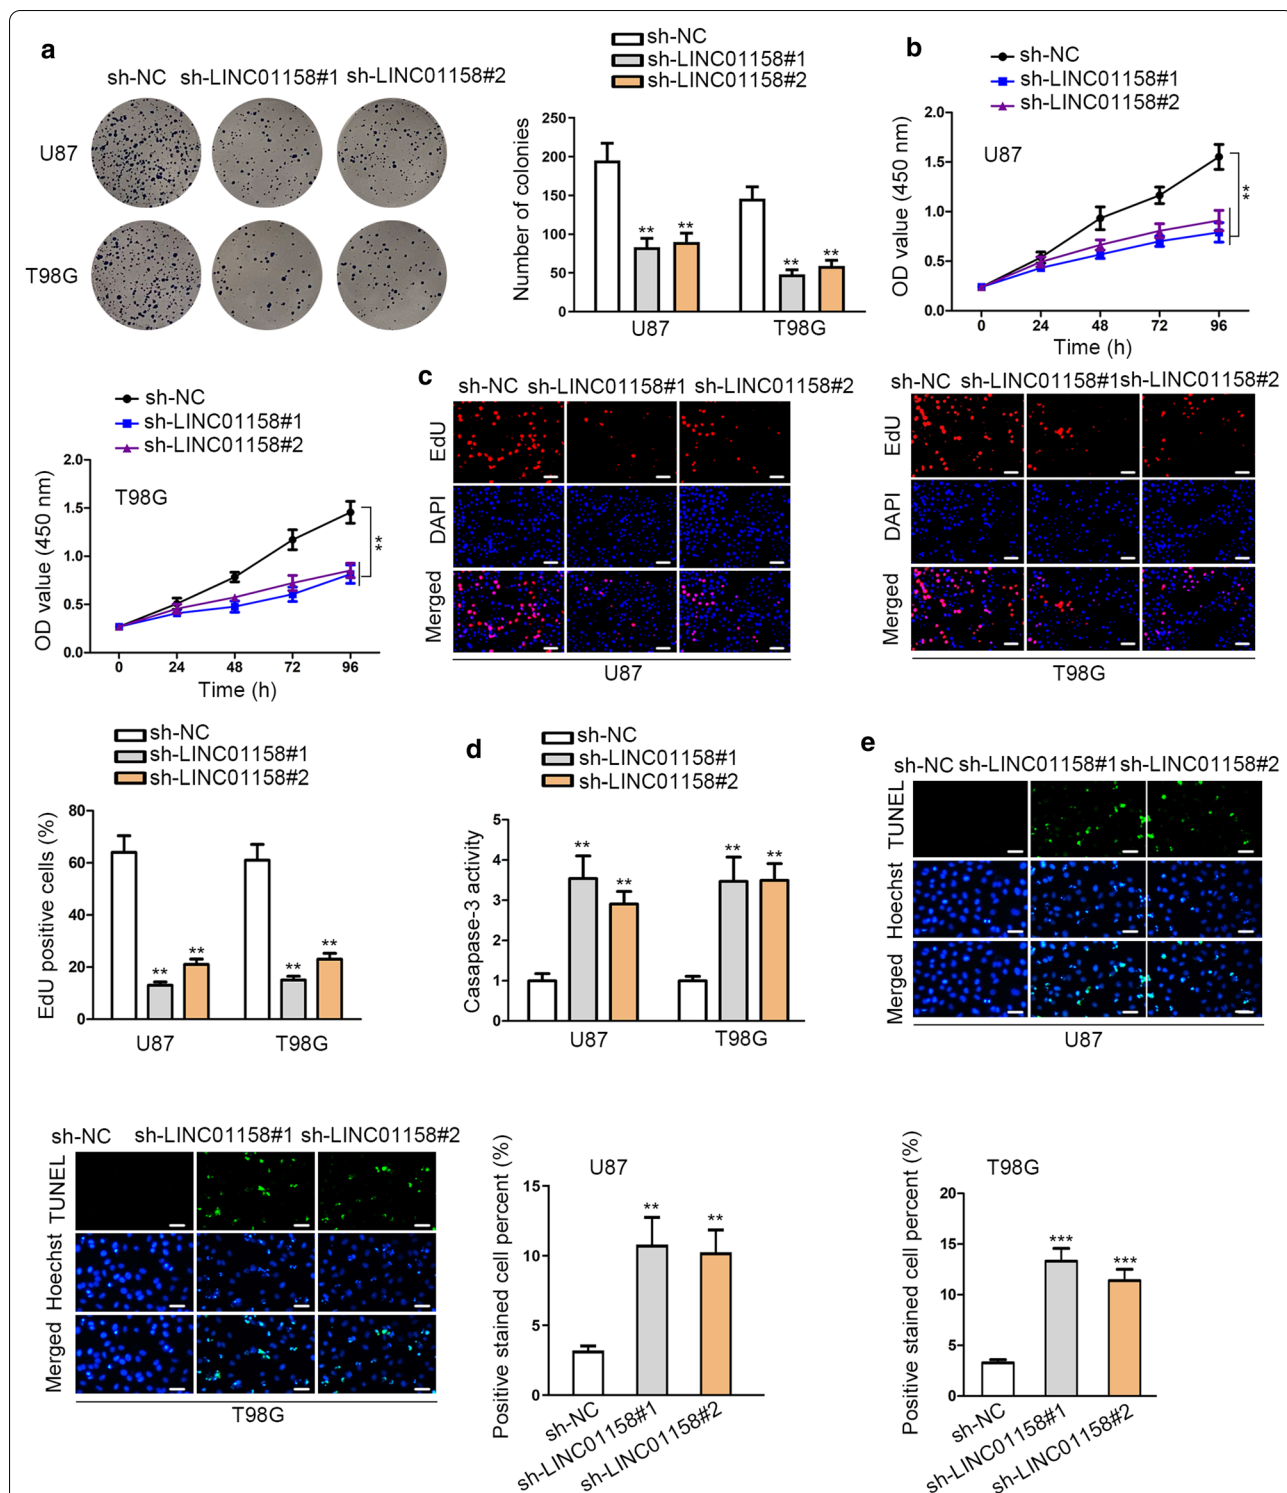 a
sh-NC sh-LINC01158#1 sh-LINC01158#2
U87
T98G
sh-NC
sh-LINC01158#1
sh-LINC01158#2
Number of colonies
250
200
150
100
50
0
** **
** **
U87 T98G
b
sh-NC
sh-LINC01158#1
sh-LINC01158#2
U87
OD value (450 nm)
2.0
1.5
1.0
0.5
0.0
**
0 24 48 72 96
Time (h)
sh-NC
sh-LINC01158#1
sh-LINC01158#2
T98G
OD value (450 nm)
2.0
1.5
1.0
0.5
0.0
**
0 24 48 72 96
Time (h)
c
sh-NC sh-LINC01158#1 sh-LINC01158#2
EdU
DAPI
Merged
U87
sh-NC sh-LINC01158#1 sh-LINC01158#2
EdU
DAPI
Merged
T98G
sh-NC
sh-LINC01158#1
sh-LINC01158#2
EdU positive cells (%)
80
60
40
20
0
** **
** **
U87 T98G
d
sh-NC
sh-LINC01158#1
sh-LINC01158#2
Casapase-3 activity
5
4
3
2
1
0
** **
** **
U87 T98G
e
sh-NC sh-LINC01158#1 sh-LINC01158#2
TUNEL
Hoechst
Merged
U87
sh-NC sh-LINC01158#1 sh-LINC01158#2
TUNEL
Hoechst
Merged
T98G
U87
Positive stained cell percent (%)
15
10
5
0
** **
sh-NC
sh-LINC01158#1
sh-LINC01158#2
T98G
Positive stained cell percent (%)
20
15
10
5
0
*** ***
sh-NC
sh-LINC01158#1
sh-LINC01158#2